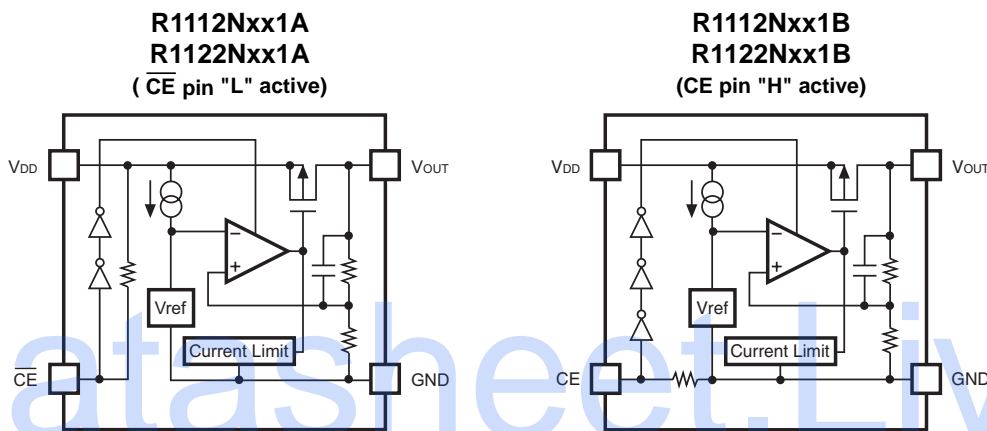 R1112Nxx1A
R1122Nxx1A
( CE pin "L" active)
VDD
VOUT
Vref
Current Limit
CE
GND
R1112Nxx1B
R1122Nxx1B
(CE pin "H" active)
VDD
VOUT
Vref
Current Limit
CE
GND
atasheet.Liv